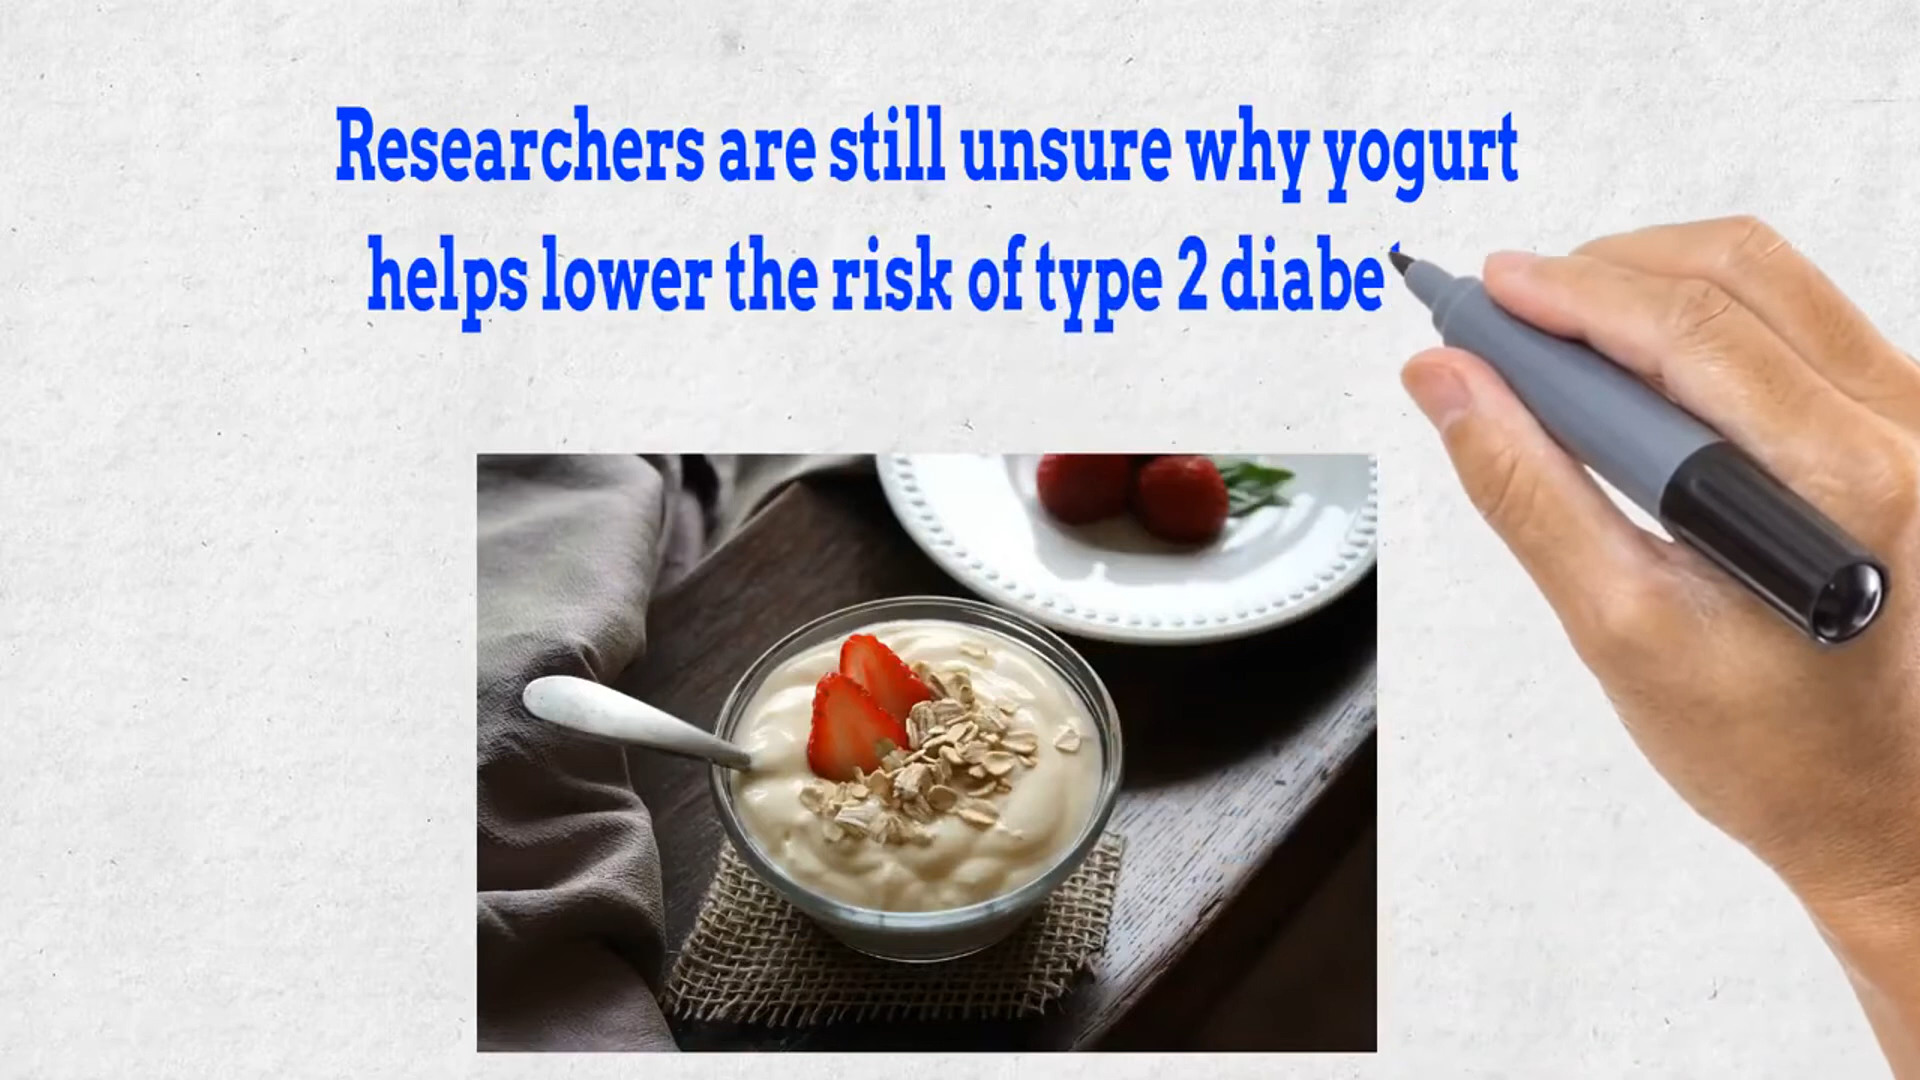 Researchers are still unsure why yogurt
helps lower the risk of type 2 diabe